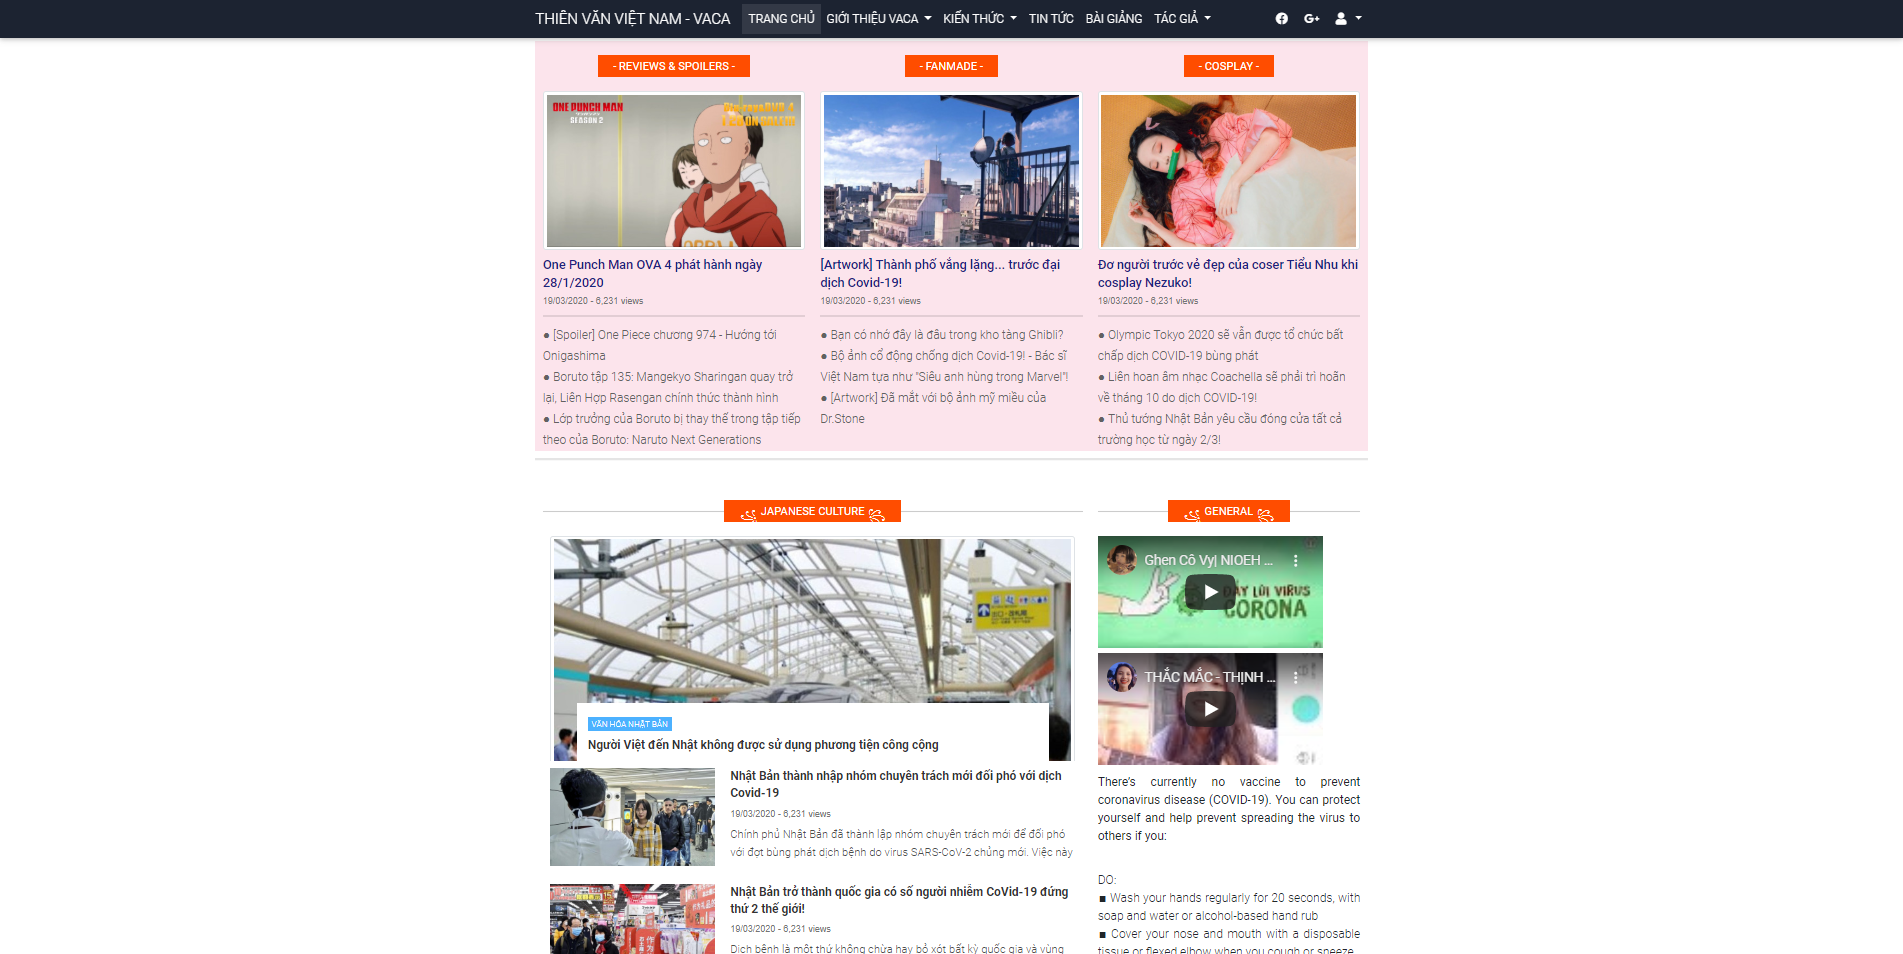 THIÊN VĂN VIỆT NAM - VACA
TRANG CHỦ
GIỚI THIỆU VACA
KIẾN THỨC
TIN TỨC
BÀI GIẢNG
TÁC GIẢ
- REVIEWS & SPOILERS -
ONE PUNCH MAN
SEASON 2
One Punch Man OVA 4 phát hành ngày
28/1/2020
19/03/2020 - 6,231 views
● [Spoiler] One Piece chương 974 - Hướng tới
Onigashima
● Boruto tập 135: Mangekyo Sharingan quay trở
lại, Liên Hợp Rasengan chính thức thành hình
● Lớp trưởng của Boruto bị thay thế trong tập tiếp
theo của Boruto: Naruto Next Generations
- FANMADE -
[Artwork] Thành phố vắng lặng... trước đại
dịch Covid-19!
19/03/2020 - 6,231 views
● Bạn có nhớ đây là đâu trong kho tàng Ghibli?
● Bộ ảnh cổ động chống dịch Covid-19! - Bác sĩ
Việt Nam tựa như "Siêu anh hùng trong Marvel"!
● [Artwork] Đã mắt với bộ ảnh mỹ miều của
Dr.Stone
- COSPLAY -
Đơ người trước vẻ đẹp của coser Tiểu Nhu khi
cosplay Nezuko!
19/03/2020 - 6,231 views
● Olympic Tokyo 2020 sẽ vẫn được tổ chức bất
chấp dịch COVID-19 bùng phát
● Liên hoan âm nhạc Coachella sẽ phải trì hoãn
về tháng 10 do dịch COVID-19!
● Thủ tướng Nhật Bản yêu cầu đóng cửa tất cả
trường học từ ngày 2/3!
JAPANESE CULTURE
VĂN HÓA NHẬT BẢN
Người Việt đến Nhật không được sử dụng phương tiện công cộng
Nhật Bản thành nhập nhóm chuyên trách mới đối phó với dịch
Covid-19
19/03/2020 - 6,231 views
Chính phủ Nhật Bản đã thành lập nhóm chuyên trách mới để đối phó
với đợt bùng phát dịch bệnh do virus SARS-CoV-2 chủng mới. Việc này
Nhật Bản trở thành quốc gia có số người nhiễm CoVid-19 đứng
thứ 2 thế giới!
19/03/2020 - 6,231 views
Dịch bệnh là một thứ không chừa hay bỏ xót bất kỳ quốc gia và vùng
GENERAL
Ghen Cô Vy| NIOEH ...
ĐẨY LÙI VIRUS
CORONA
THẮC MẮC - THỊNH ...
There's currently no vaccine to prevent
coronavirus disease (COVID-19). You can protect
yourself and help prevent spreading the virus to
others if you:
DO:
■ Wash your hands regularly for 20 seconds, with
soap and water or alcohol-based hand rub
■ Cover your nose and mouth with a disposable
tissue or flexed elbow when you cough or sneeze